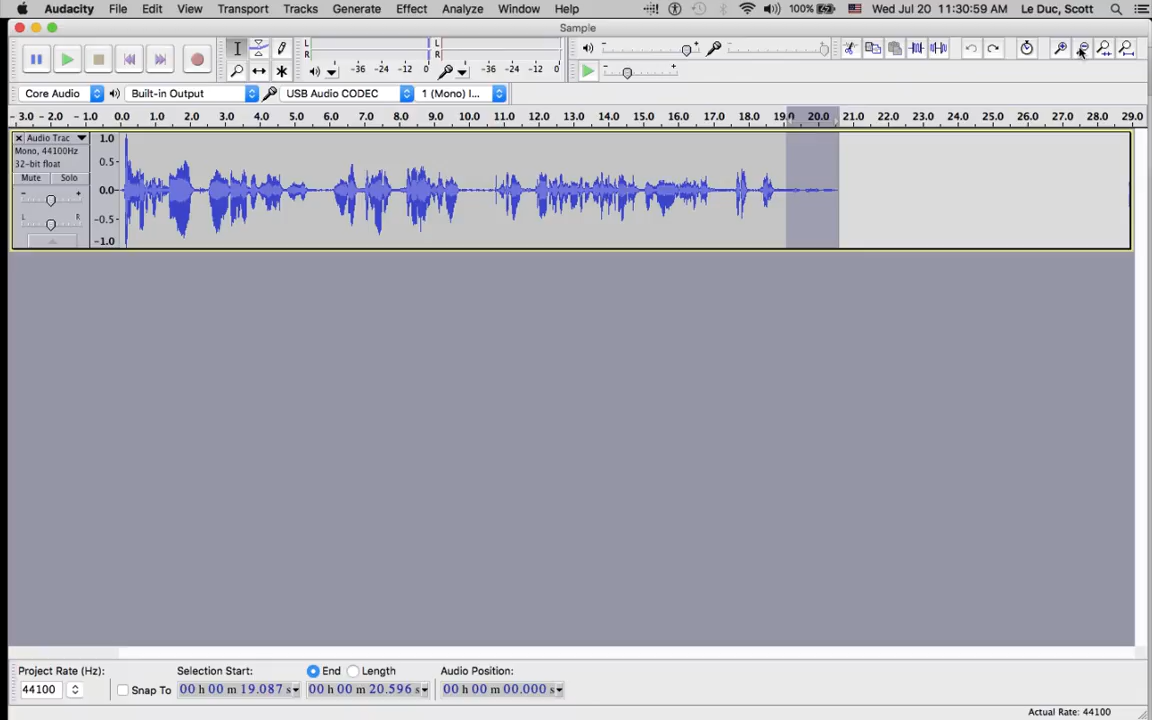 Audacity File Edit View Transport Tracks Generate Effect Analyze Window Help 100% Wed Jul 20 11:30:59 AM Le Duc, Scott
Sample
L R -36 -24 -12 0 L R -36 -24 -12 0 - + - +
Core Audio Built-in Output USB Audio CODEC 1 (Mono) I...
- 3.0 - 2.0 - 1.0 0.0 1.0 2.0 3.0 4.0 5.0 6.0 7.0 8.0 9.0 10.0 11.0 12.0 13.0 14.0 15.0 16.0 17.0 18.0 19.0 20.0 21.0 22.0 23.0 24.0 25.0 26.0 27.0 28.0 29.0
× Audio Trac 1.0
Mono, 44100Hz
32-bit float 0.5
Mute Solo
- + 0.0
L R -0.5
-1.0
Project Rate (Hz): Selection Start: End Length Audio Position:
44100 Snap To 00 h 00 m 19.087 s 00 h 00 m 20.596 s 00 h 00 m 00.000 s
Actual Rate: 44100